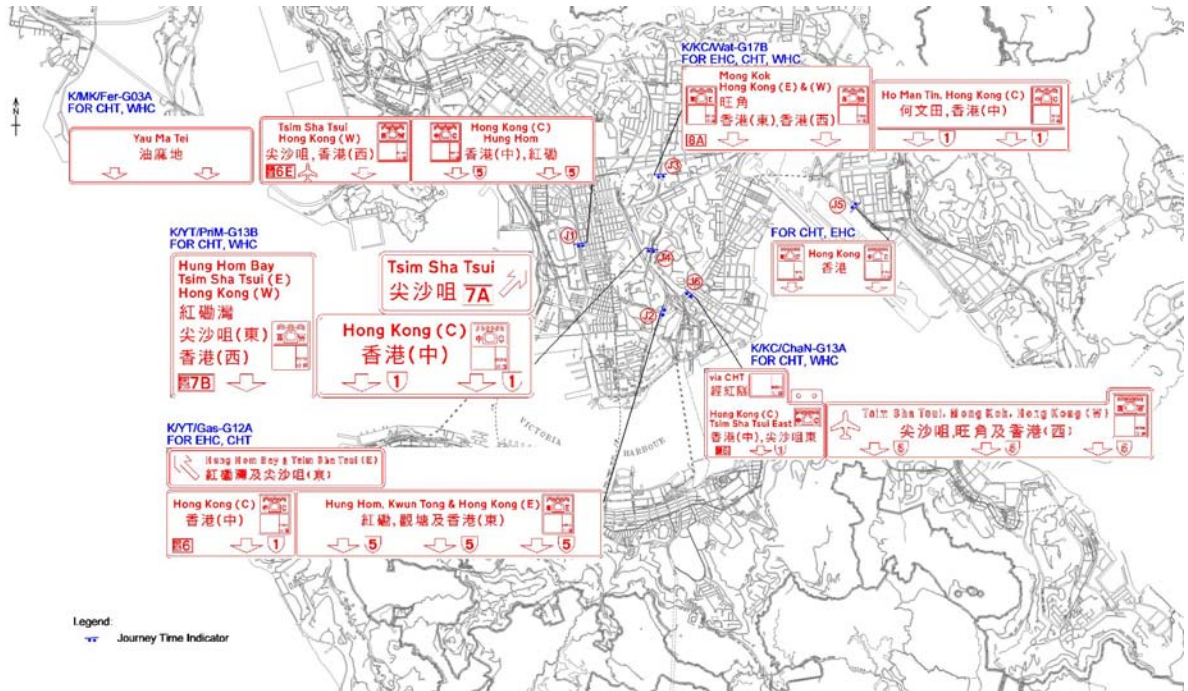 K/MK/Fer-G03A
FOR CHT, WHC
Yau Ma Tei
油麻地
Tsim Sha Tsui
Hong Kong (W)
尖沙咀,香港(西)
6E
Hong Kong (C)
Hung Hom
香港(中),紅磡
5
5
K/KC/Wat-G17B
FOR EHC, CHT, WHC
Mong Kok
Hong Kong (E) & (W)
旺角
香港(東),香港(西)
8A
Ho Man Tin, Hong Kong (C)
何文田,香港(中)
1
1
J3
J5
J1
J4
J6
J2
FOR CHT, EHC
Hong Kong
香港
K/YT/PriM-G13B
FOR CHT, WHC
Hung Hom Bay
Tsim Sha Tsui (E)
Hong Kong (W)
紅磡灣
尖沙咀(東)
香港(西)
7B
Tsim Sha Tsui
尖沙咀 7A
Hong Kong (C)
香港(中)
1
1
K/KC/ChaN-G13A
FOR CHT, WHC
via CHT
經紅隧
Hong Kong (C)
Tsim Sha Tsui East
香港(中),尖沙咀東
1
Tsim Sha Tsui, Mong Kok, Hong Kong (W)
尖沙咀,旺角及香港(西)
K/YT/Gas-G12A
FOR EHC, CHT
Hung Hom Bay & Tsim Sha Tsui (E)
紅磡灣及尖沙咀(東)
Hong Kong (C)
香港(中)
6
1
Hung Hom, Kwun Tong & Hong Kong (E)
紅磡,觀塘及香港(東)
5
5
5
VICTORIA
HARBOUR
Legend:
Journey Time Indicator